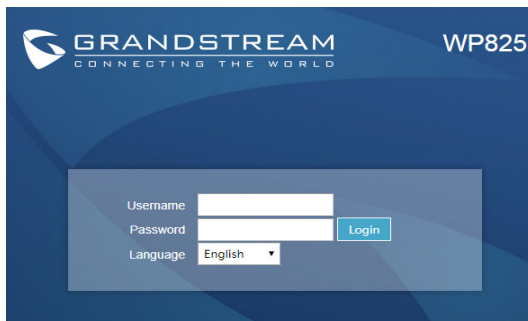 GRANDSTREAM
CONNECTING THE WORLD
WP825
Username
Password
Login
Language
English